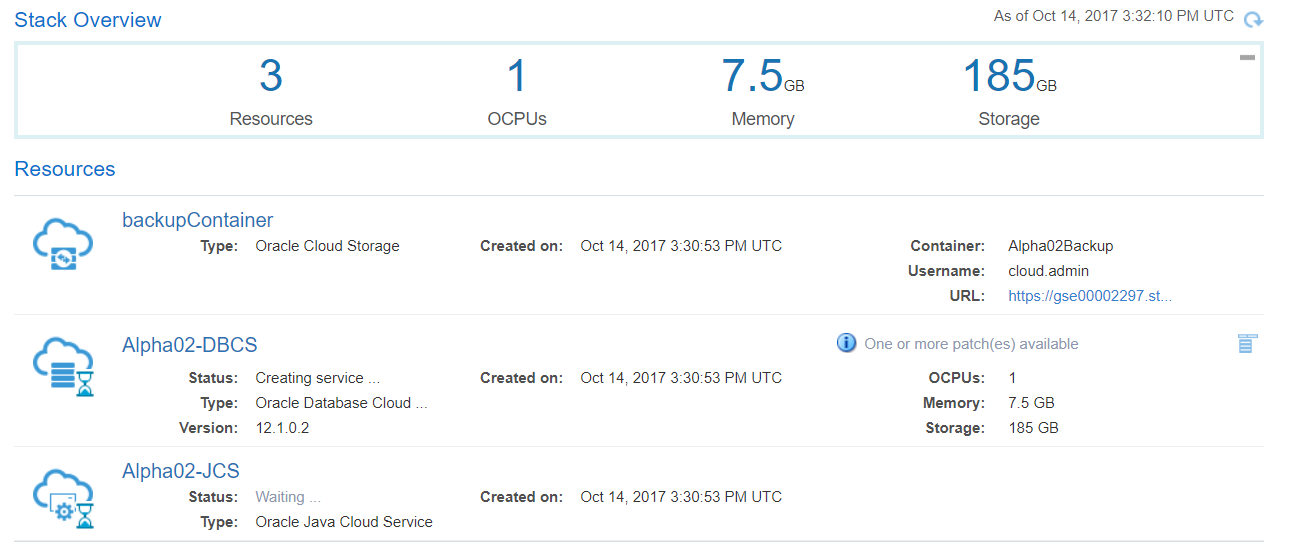 Stack Overview
As of Oct 14, 2017 3:32:10 PM UTC
3 1 7.5GB 185GB
Resources OCPUs Memory Storage
Resources
backupContainer
Type: Oracle Cloud Storage Created on: Oct 14, 2017 3:30:53 PM UTC Container: Alpha02Backup
Username: cloud.admin
URL: https://gse00002297.st...
Alpha02-DBCS One or more patch(es) available
Status: Creating service ... Created on: Oct 14, 2017 3:30:53 PM UTC OCPUs: 1
Type: Oracle Database Cloud ... Memory: 7.5 GB
Version: 12.1.0.2 Storage: 185 GB
Alpha02-JCS
Status: Waiting ... Created on: Oct 14, 2017 3:30:53 PM UTC
Type: Oracle Java Cloud Service